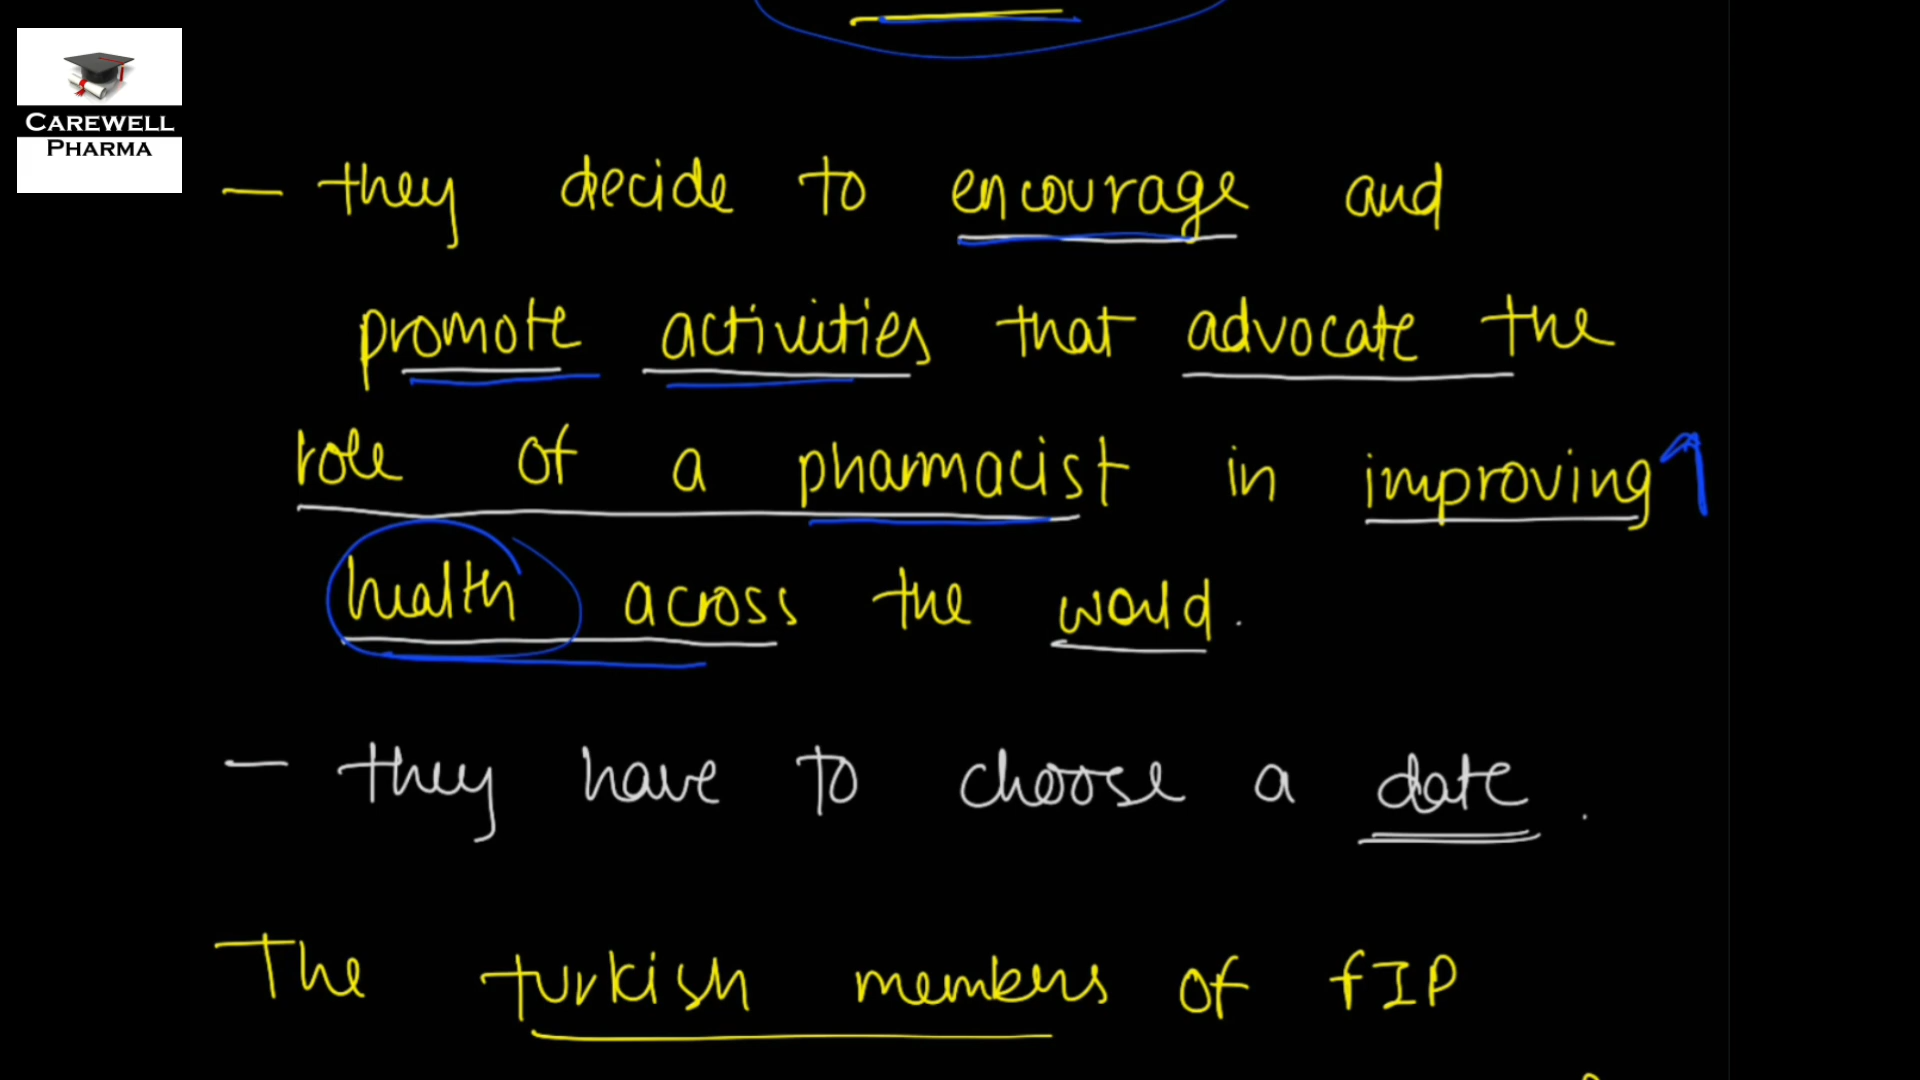 CAREWELL
PHARMA
- they decide to encourage and
promote activities that advocate the
role of a pharmacist in improving
health across the world.
- they have to choose a date.
The turkish members of fIP